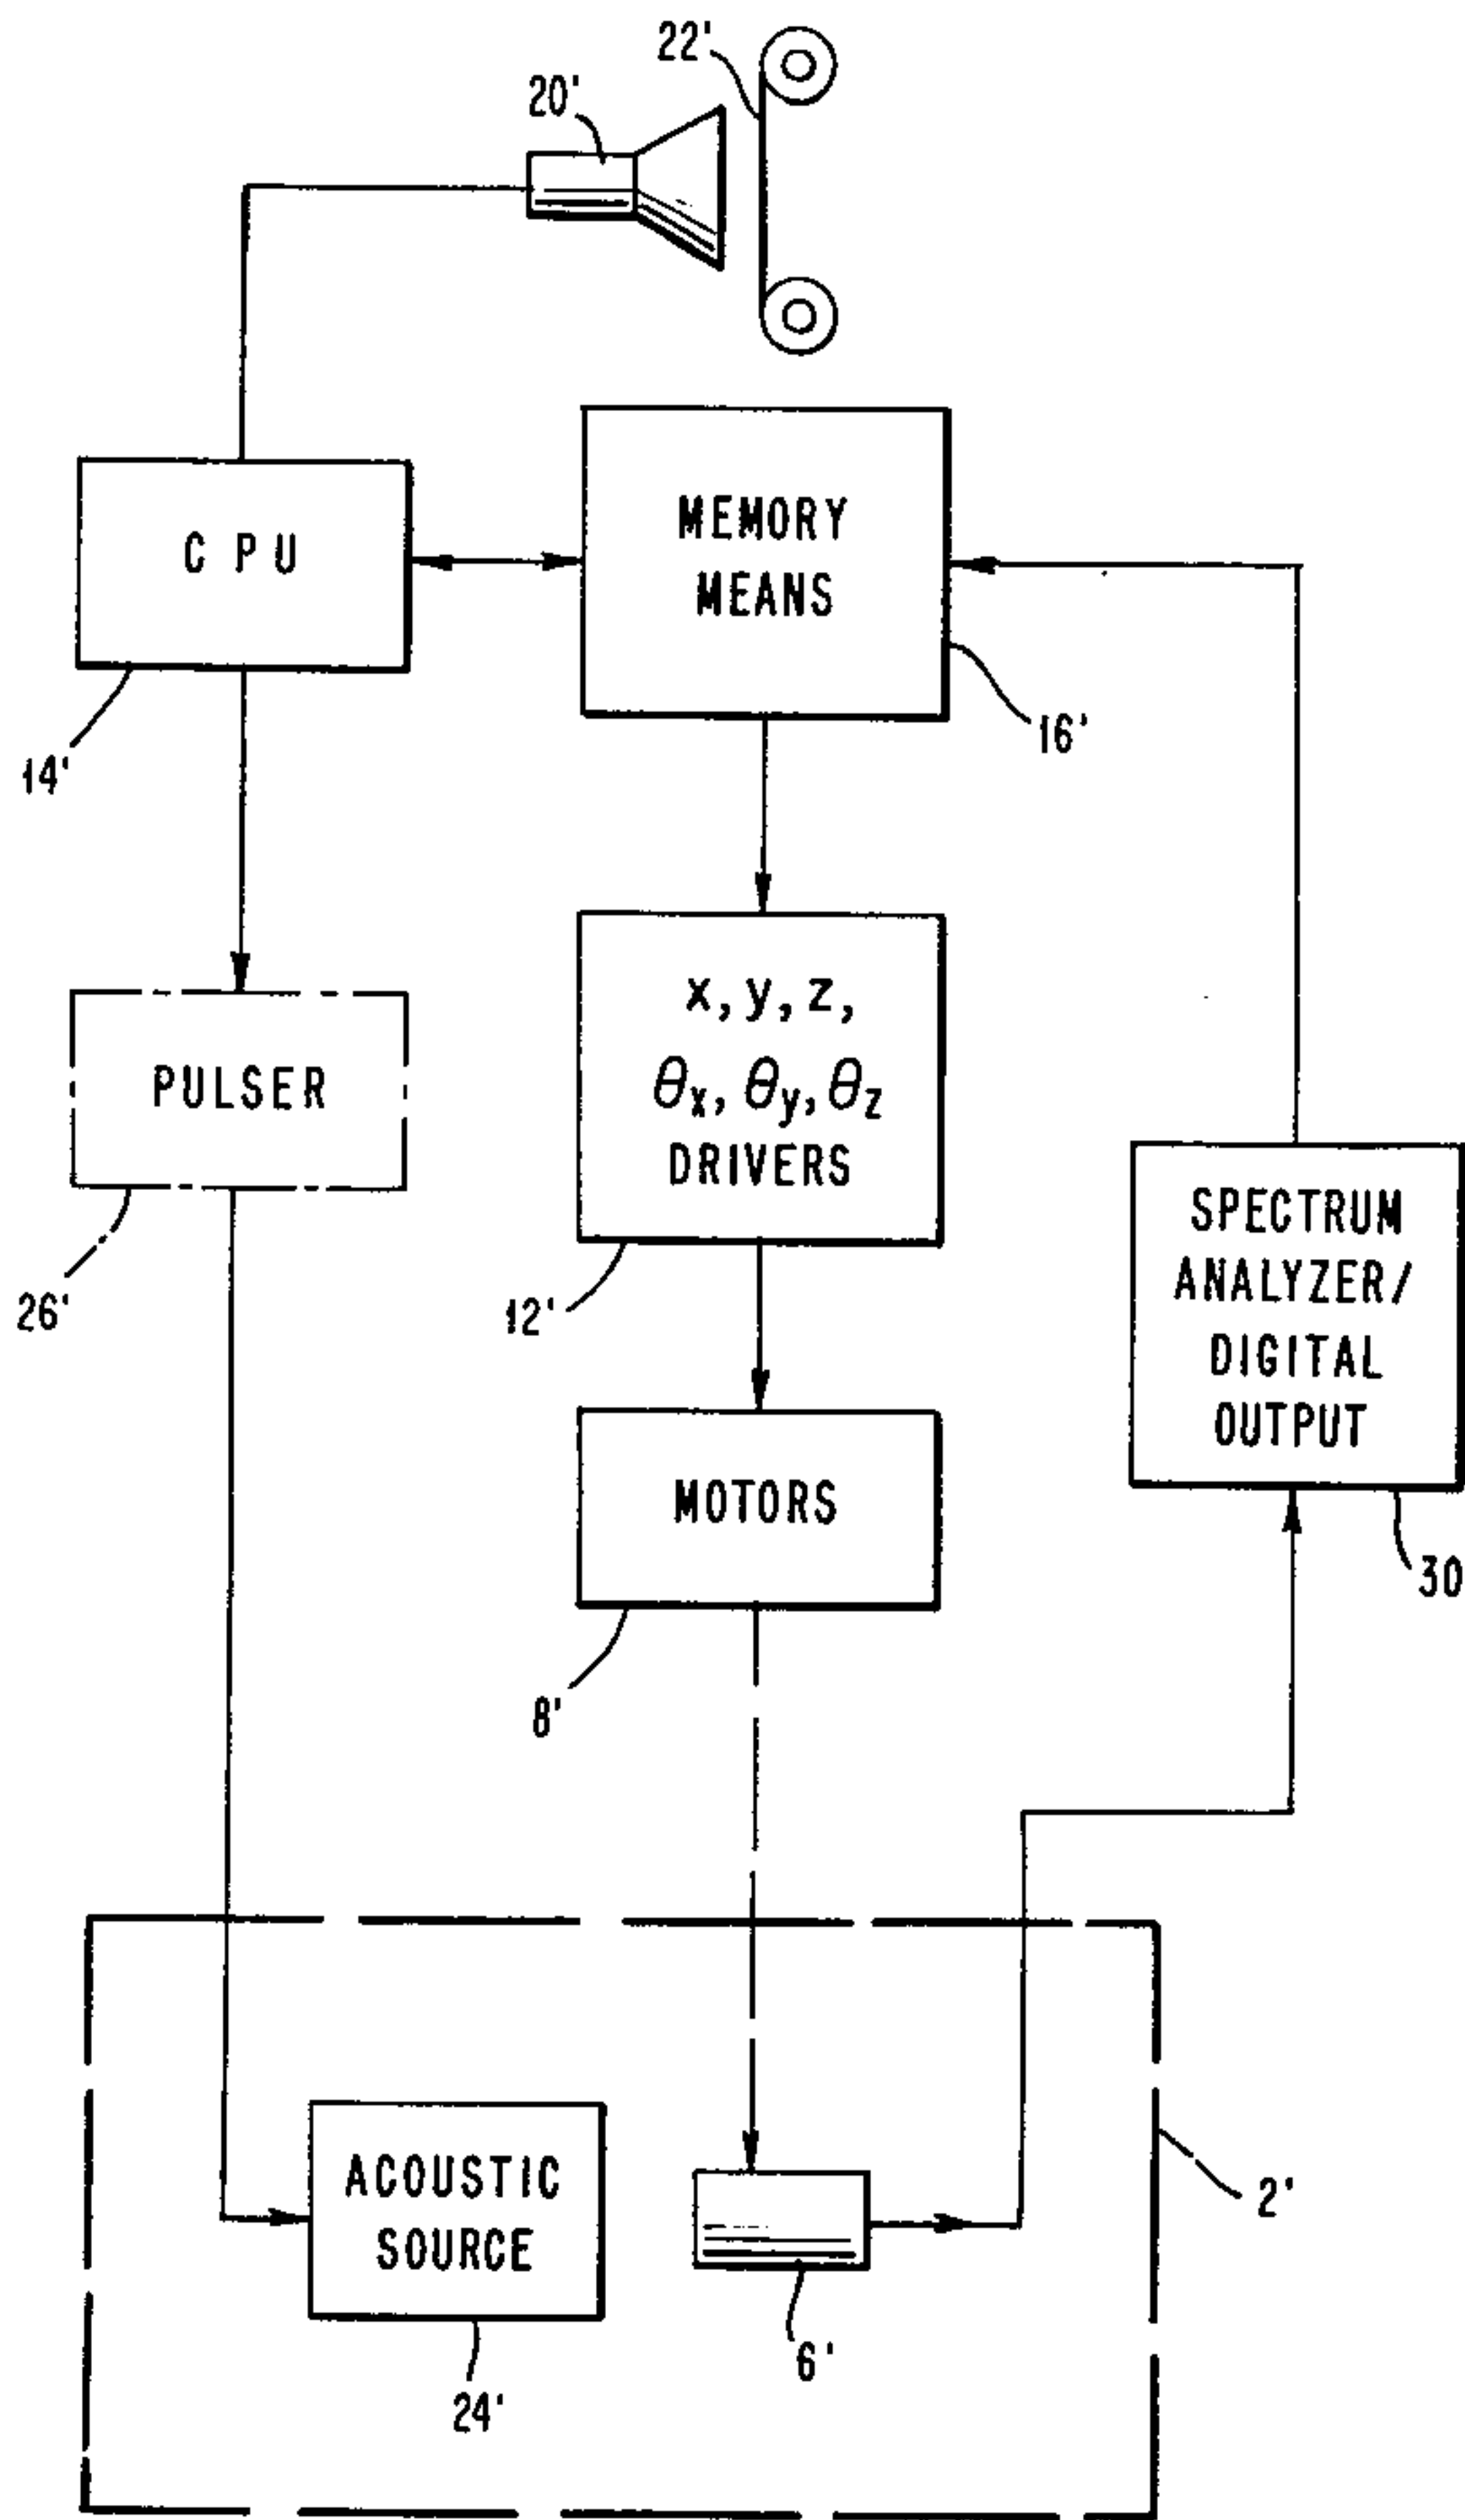 22'
20'
C P U
MEMORY
MEANS
16'
14'
x, y, z,
θx, θy, θz
DRIVERS
PULSER
SPECTRUM
ANALYZER/
DIGITAL
OUTPUT
26'
12'
MOTORS
30
8'
ACOUSTIC
SOURCE
2'
6'
24'